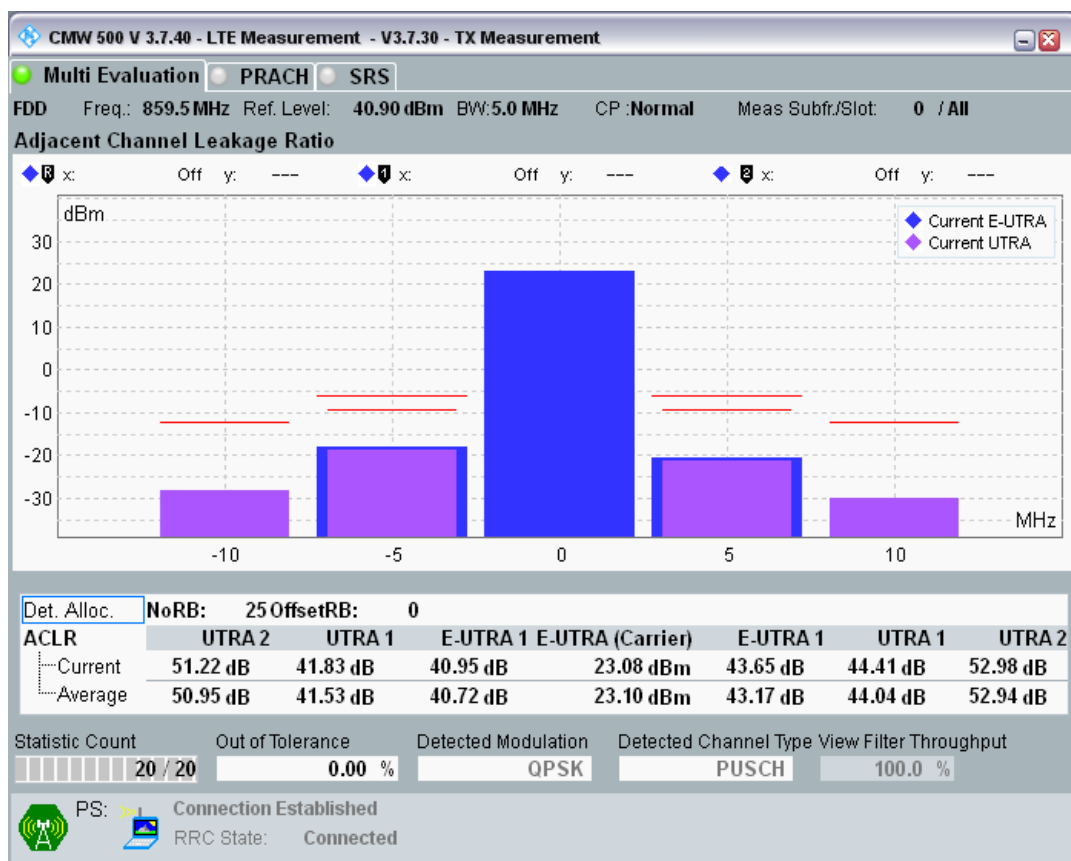 CMW 500 V 3.7.40 - LTE Measurement - V3.7.30 - TX Measurement
Multi Evaluation PRACH SRS
FDD Freq.: 859.5 MHz Ref. Level: 40.90 dBm BW:5.0 MHz CP :Normal Meas Subfr./Slot: 0 / All
Adjacent Channel Leakage Ratio
R x: Off y: --- 1 x: Off y: --- 2 x: Off y: ---
dBm
Current E-UTRA
Current UTRA
30
20
10
0
-10
-20
-30
MHz
-10 -5 0 5 10
Det. Alloc. NoRB: 25 OffsetRB: 0
ACLR UTRA 2 UTRA 1 E-UTRA 1 E-UTRA (Carrier) E-UTRA 1 UTRA 1 UTRA 2
Current 51.22 dB 41.83 dB 40.95 dB 23.08 dBm 43.65 dB 44.41 dB 52.98 dB
Average 50.95 dB 41.53 dB 40.72 dB 23.10 dBm 43.17 dB 44.04 dB 52.94 dB
Statistic Count Out of Tolerance Detected Modulation Detected Channel Type View Filter Throughput
20 / 20 0.00 % QPSK PUSCH 100.0 %
PS: Connection Established
RRC State: Connected